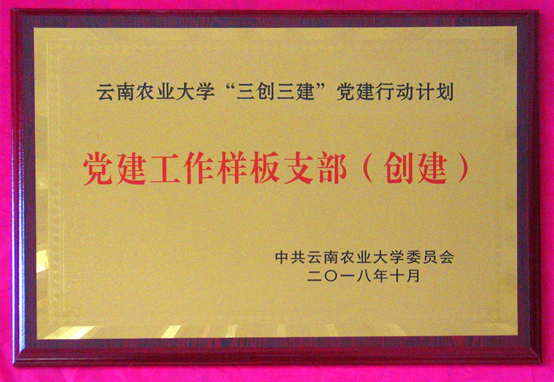 云南农业大学“三创三建”党建行动计划
党建工作样板支部（创建）
中共云南农业大学委员会
二〇一八年十月